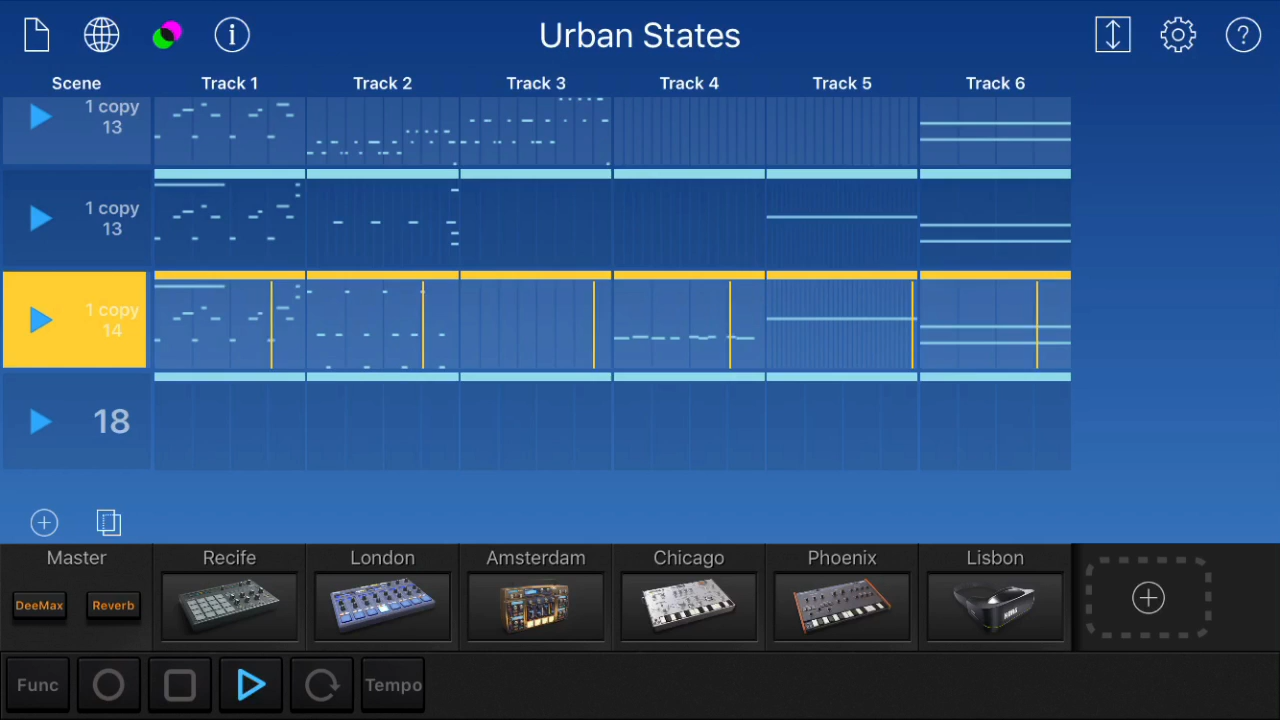 Urban States
Scene Track 1 Track 2 Track 3 Track 4 Track 5 Track 6
1 copy
13
1 copy
13
1 copy
14
18
Master Recife London Amsterdam Chicago Phoenix Lisbon
DeeMax Reverb
KORG
Func Tempo